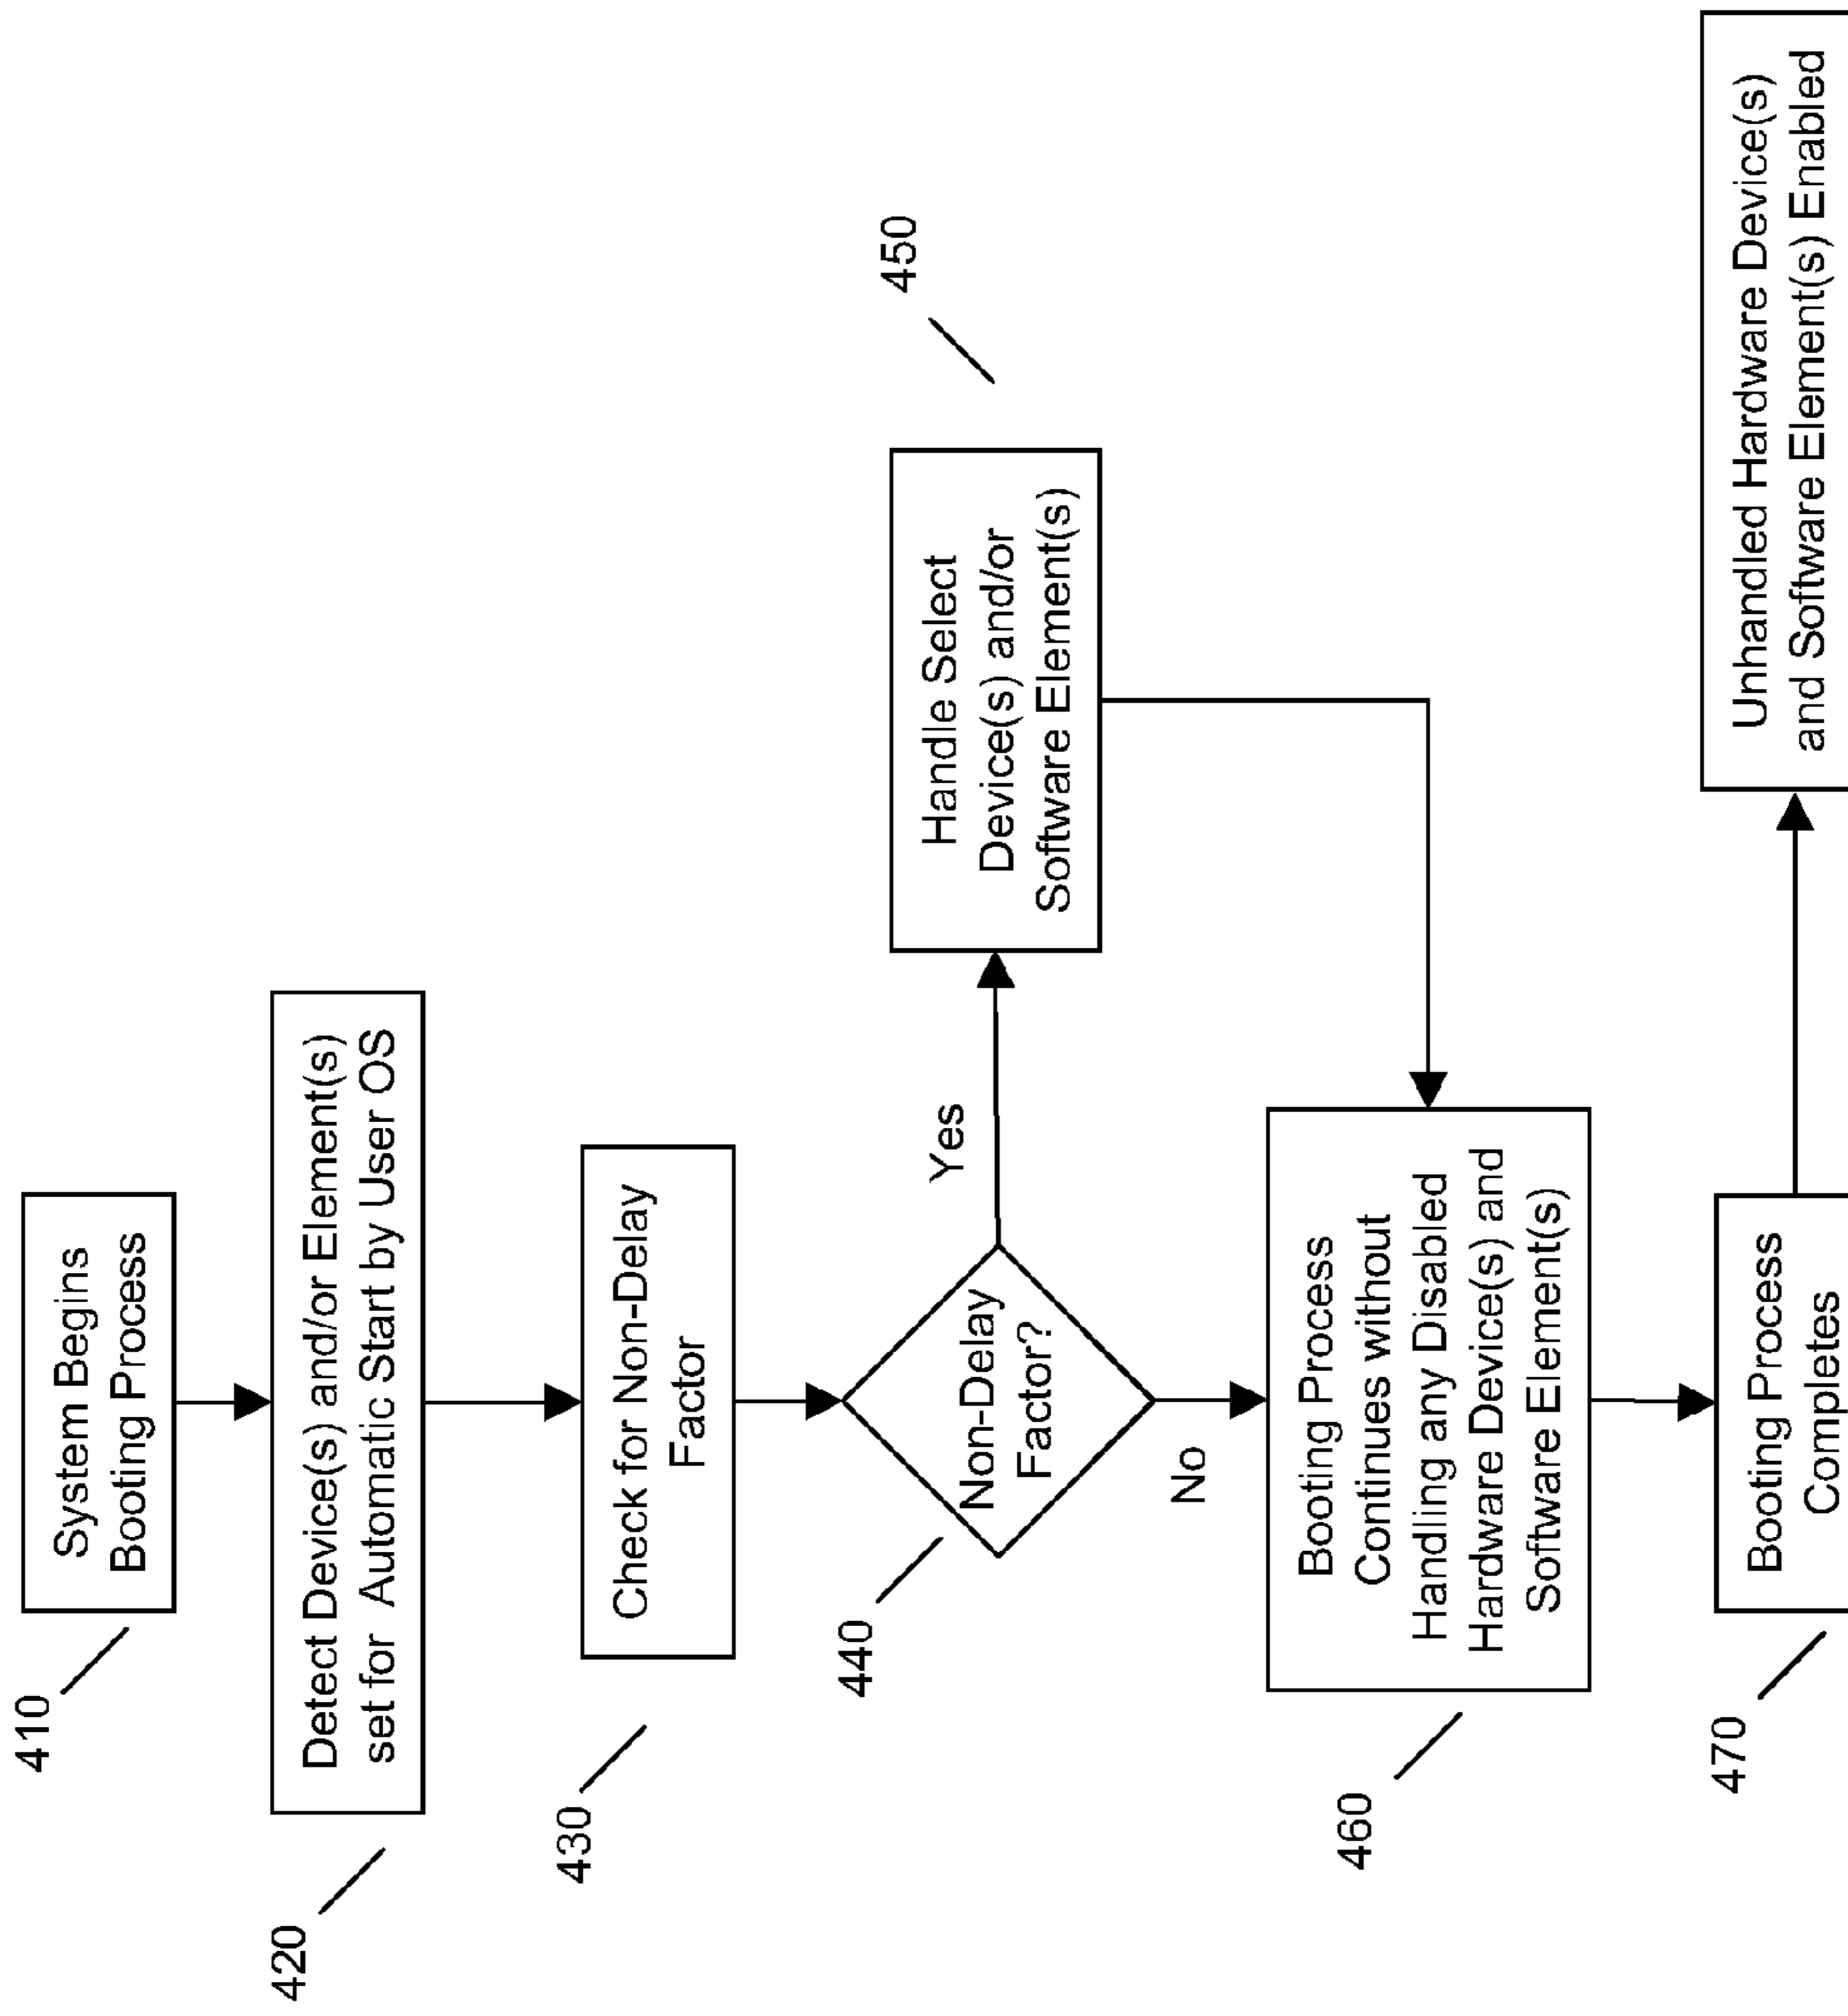 410
System Begins
Booting Process
420
Detect Device(s) and/or Element(s)
set for Automatic Start by User OS
430
Check for Non-Delay
Factor
440
Non-Delay
Factor?
Yes
450
Handle Select
Device(s) and/or
Software Element(s)
No
460
Booting Process
Continues without
Handling any Disabled
Hardware Device(s) and
Software Element(s)
470
Booting Process
Completes
Unhandled Hardware Device(s)
and Software Element(s) Enabled